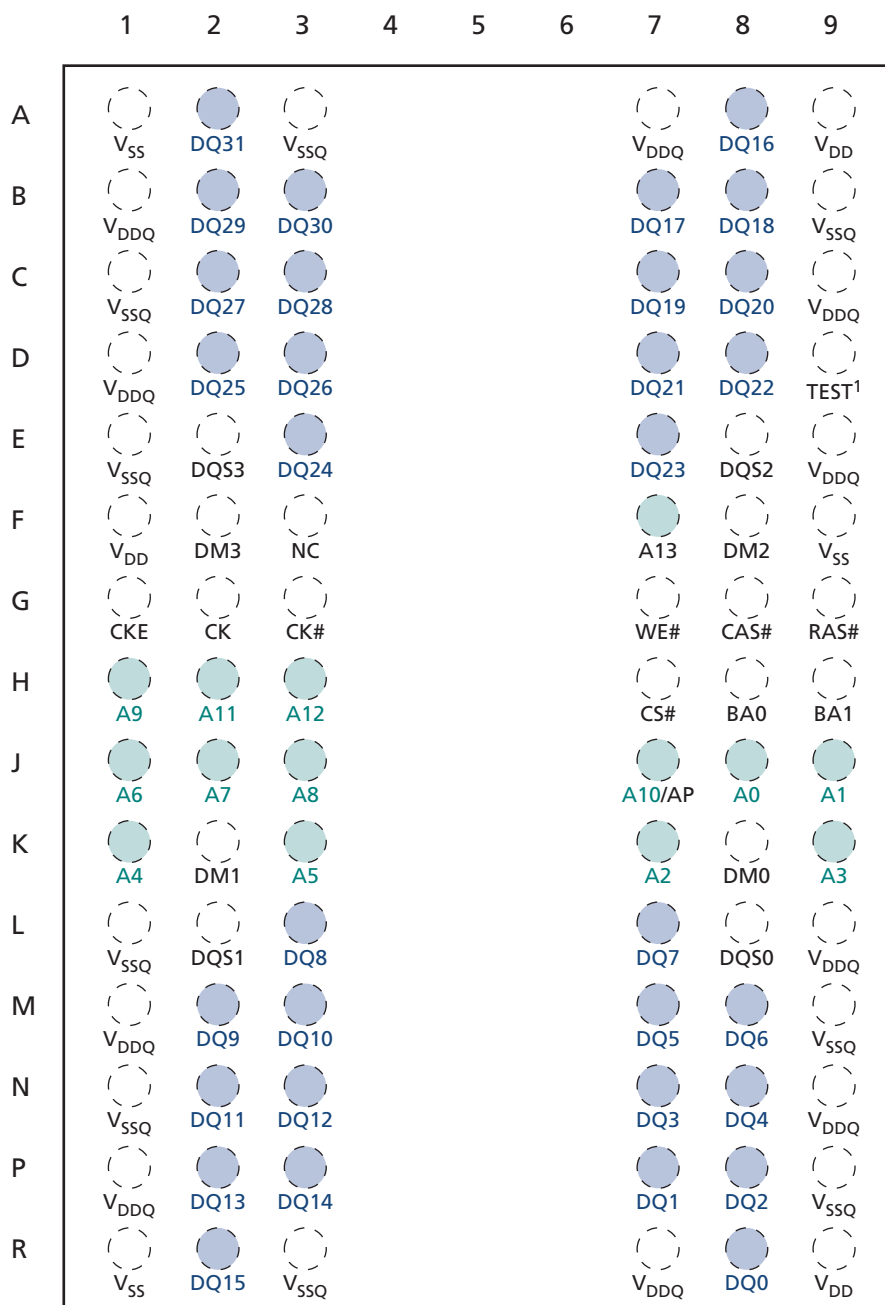 1 2 3 4 5 6 7 8 9
A
VSS DQ31 VSSQ VDDQ DQ16 VDD
B
VDDQ DQ29 DQ30 DQ17 DQ18 VSSQ
C
VSSQ DQ27 DQ28 DQ19 DQ20 VDDQ
D
VDDQ DQ25 DQ26 DQ21 DQ22 TEST1
E
VSSQ DQS3 DQ24 DQ23 DQS2 VDDQ
F
VDD DM3 NC A13 DM2 VSS
G
CKE CK CK# WE# CAS# RAS#
H
A9 A11 A12 CS# BA0 BA1
J
A6 A7 A8 A10/AP A0 A1
K
A4 DM1 A5 A2 DM0 A3
L
VSSQ DQS1 DQ8 DQ7 DQS0 VDDQ
M
VDDQ DQ9 DQ10 DQ5 DQ6 VSSQ
N
VSSQ DQ11 DQ12 DQ3 DQ4 VDDQ
P
VDDQ DQ13 DQ14 DQ1 DQ2 VSSQ
R
VSS DQ15 VSSQ VDDQ DQ0 VDD